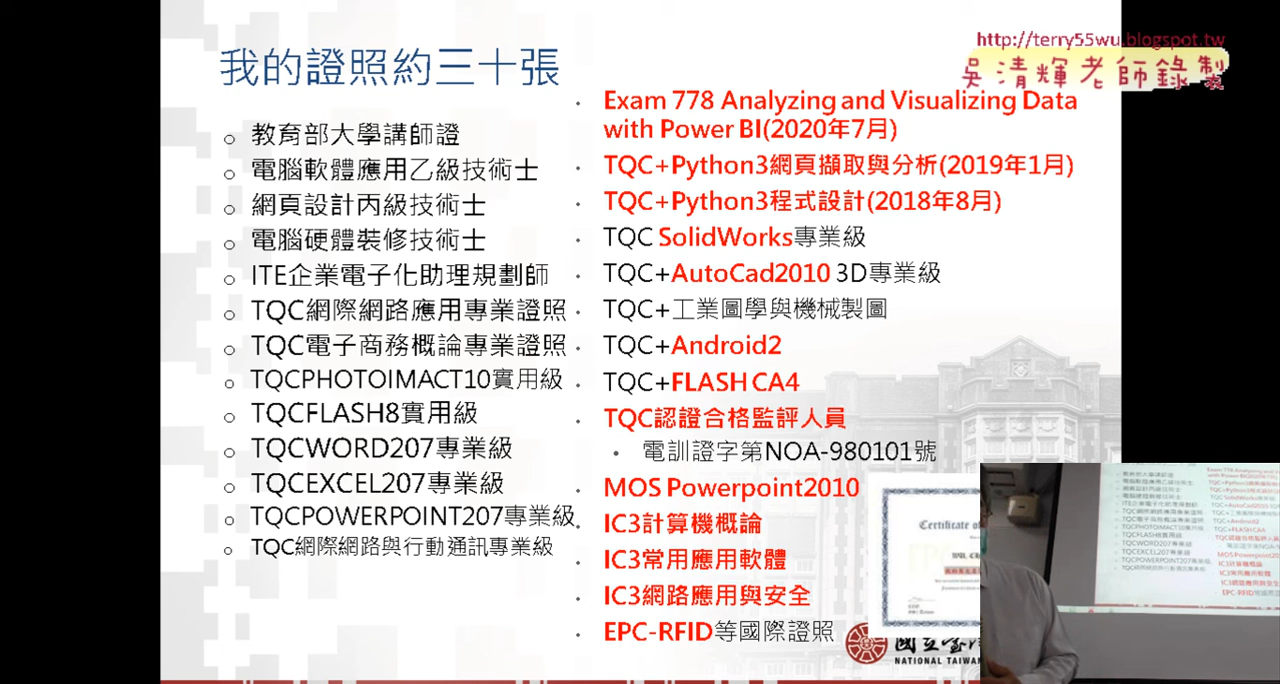 http://terry55wu.blogspot.tw
吳清輝老師錄製
我的證照約三十張
教育部大學講師證
電腦軟體應用乙級技術士
網頁設計丙級技術士
電腦硬體裝修技術士
ITE企業電子化助理規劃師
TQC網際網路應用專業證照
TQC電子商務概論專業證照
TQCPHOTOIMACT10實用級
TQCFLASH8實用級
TQCWORD207專業級
TQCEXCEL207專業級
TQCPOWERPOINT207專業級
TQC網際網路與行動通訊專業級
Exam 778 Analyzing and Visualizing Data
with Power BI(2020年7月)
TQC+Python3網頁擷取與分析(2019年1月)
TQC+Python3程式設計(2018年8月)
TQC SolidWorks專業級
TQC+AutoCad2010 3D專業級
TQC+工業圖學與機械製圖
TQC+Android2
TQC+FLASH CA4
TQC認證合格監評人員
電訓證字第NOA-980101號
MOS Powerpoint2010
IC3計算機概論
IC3常用應用軟體
IC3網路應用與安全
EPC-RFID等國際證照
Certificate of
國立臺
NATIONAL TAIWA